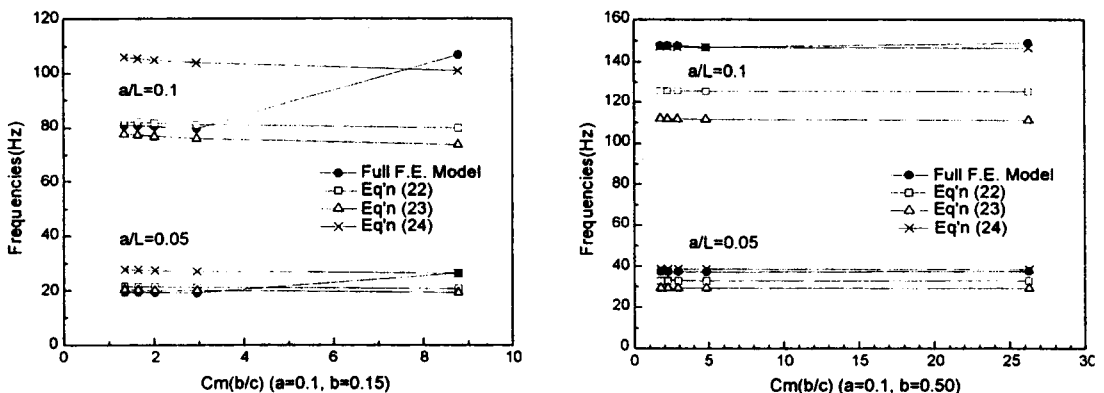 120
100
80
60
40
20
0
0
2
4
6
8
10
Frequencies(Hz)
a/L=0.1
a/L=0.05
Full F.E. Model
Eq'n (22)
Eq'n (23)
Eq'n (24)
Cm(b/c) (a=0.1, b=0.15)
160
140
120
100
80
60
40
20
0
0
5
10
15
20
25
30
Frequencies(Hz)
a/L=0.1
a/L=0.05
Full F.E. Model
Eq'n (22)
Eq'n (23)
Eq'n (24)
Cm(b/c) (a=0.1, b=0.50)